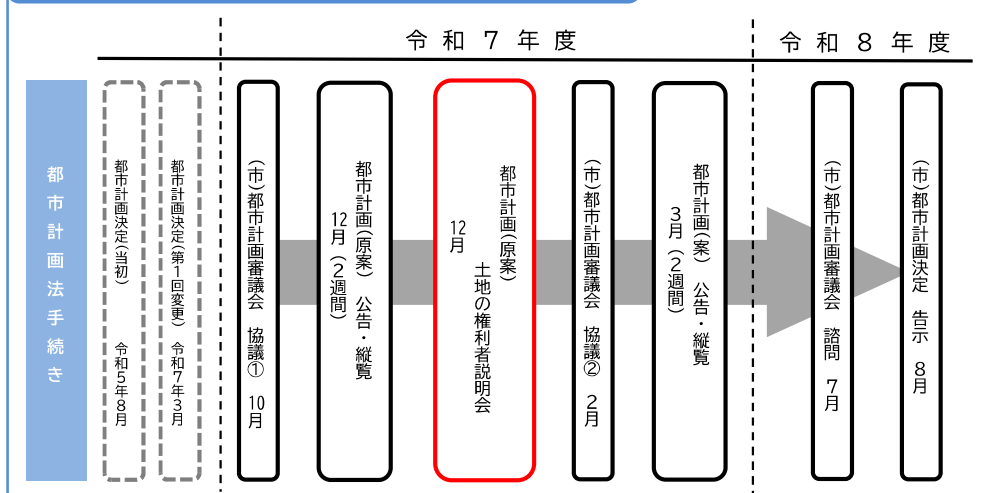 令和７年度
令和８年度
都市計画法手続き
都市計画決定(当初)　令和５年８月
都市計画決定(第１回変更)　令和７年３月
(市)都市計画審議会　協議①　10月
都市計画(原案)　公告・縦覧
12月（２週間）
都市計画(原案)
土地の権利者説明会
12月
(市)都市計画審議会　協議②　２月
都市計画(案)　公告・縦覧
３月（２週間）
(市)都市計画審議会　諮問　７月
(市)都市計画決定　告示　８月